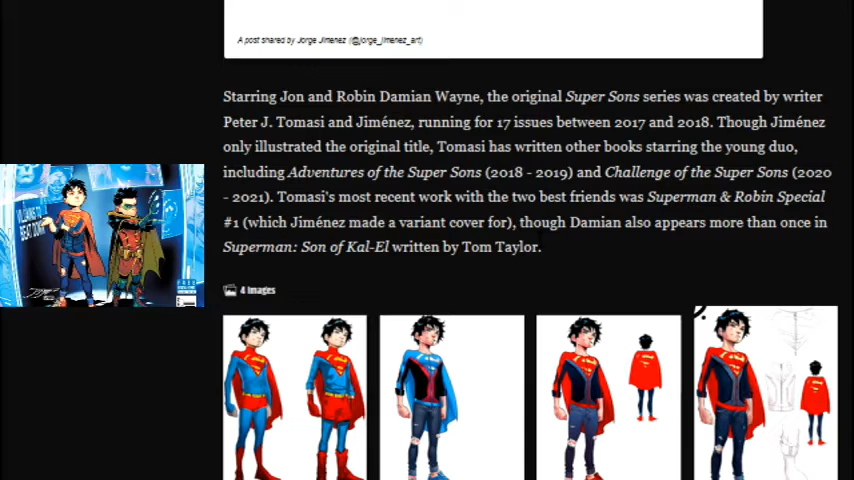 A post shared by Jorge Jimenez (@jorge_jimenez_art)
Starring Jon and Robin Damian Wayne, the original Super Sons series was created by writer
Peter J. Tomasi and Jiménez, running for 17 issues between 2017 and 2018. Though Jiménez
only illustrated the original title, Tomasi has written other books starring the young duo,
including Adventures of the Super Sons (2018 - 2019) and Challenge of the Super Sons (2020
- 2021). Tomasi's most recent work with the two best friends was Superman & Robin Special
#1 (which Jiménez made a variant cover for), though Damian also appears more than once in
Superman: Son of Kal-El written by Tom Taylor.
VILLAINS TO
BEAT DOWN
FREE
4 Images